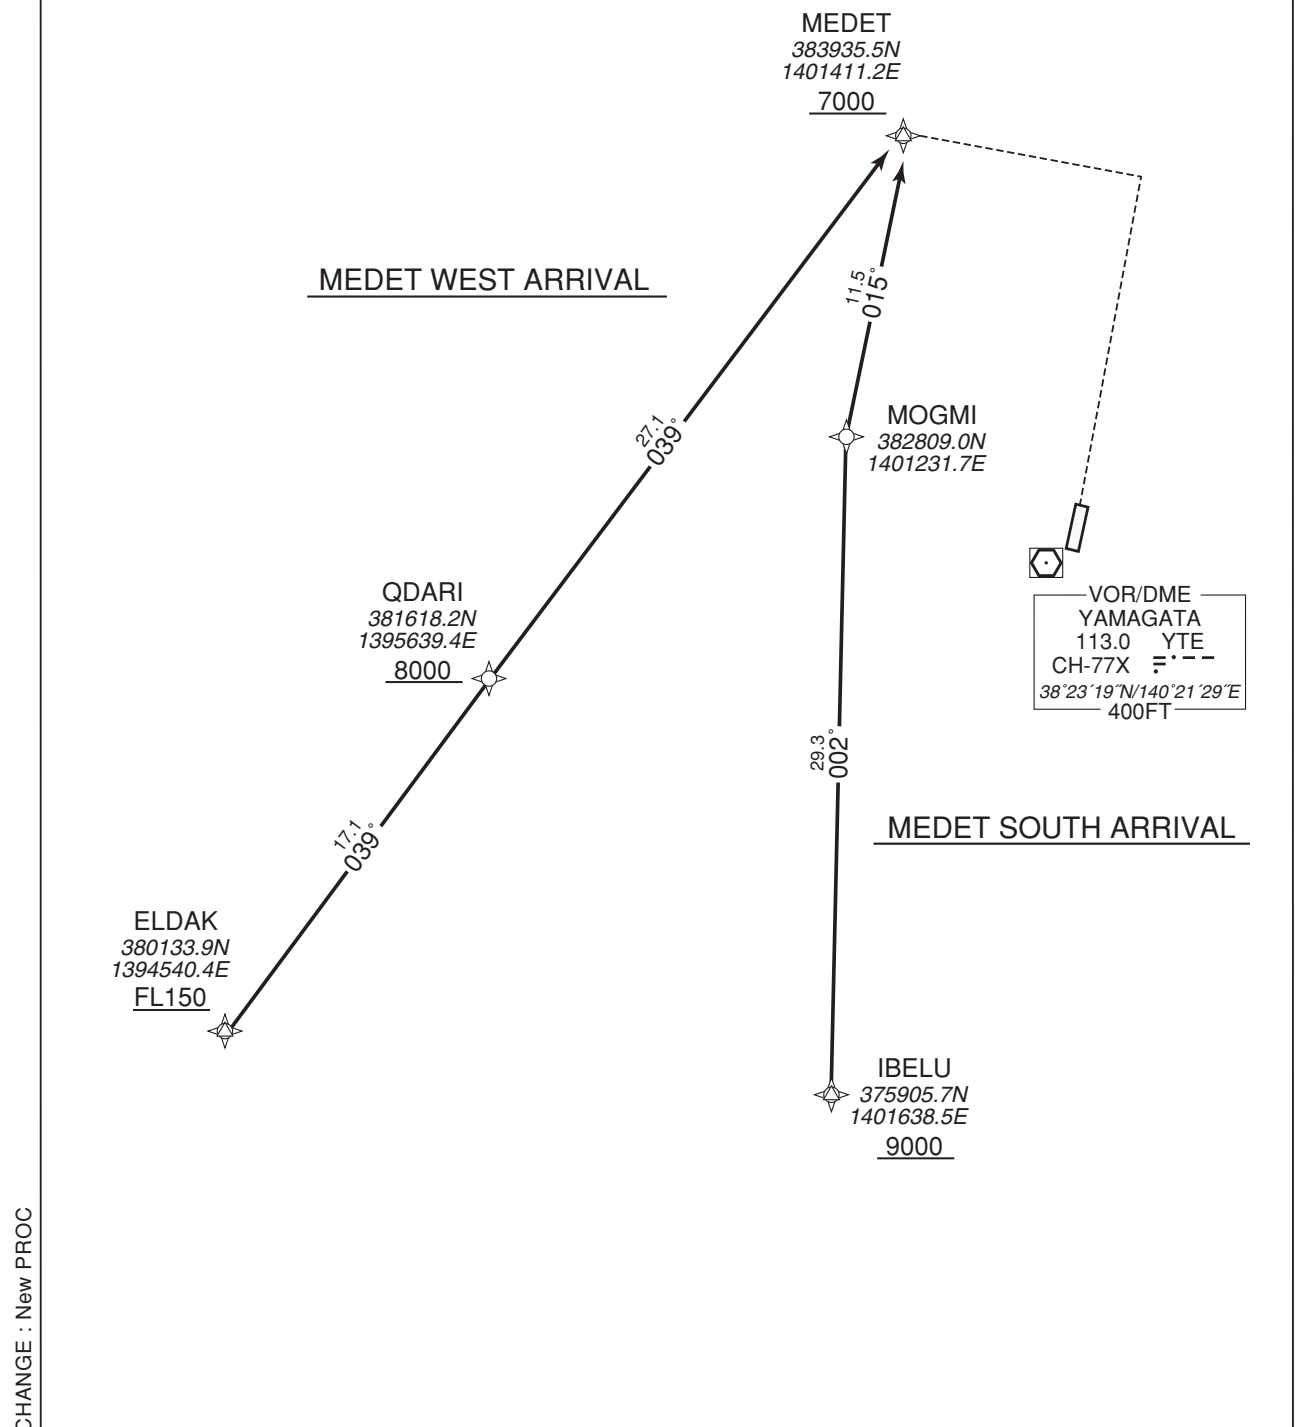 MEDET
383935.5N
1401411.2E
7000
MEDET WEST ARRIVAL
11.5
015°
27.1
039°
MOGMI
382809.0N
1401231.7E
QDARI
381618.2N
1395639.4E
8000
VOR/DME
YAMAGATA
113.0 YTE
CH-77X
38°23´19˝N/140°21´29˝E
400FT
29.3
002°
MEDET SOUTH ARRIVAL
17.1
039°
ELDAK
380133.9N
1394540.4E
FL150
IBELU
375905.7N
1401638.5E
9000
CHANGE : New PROC